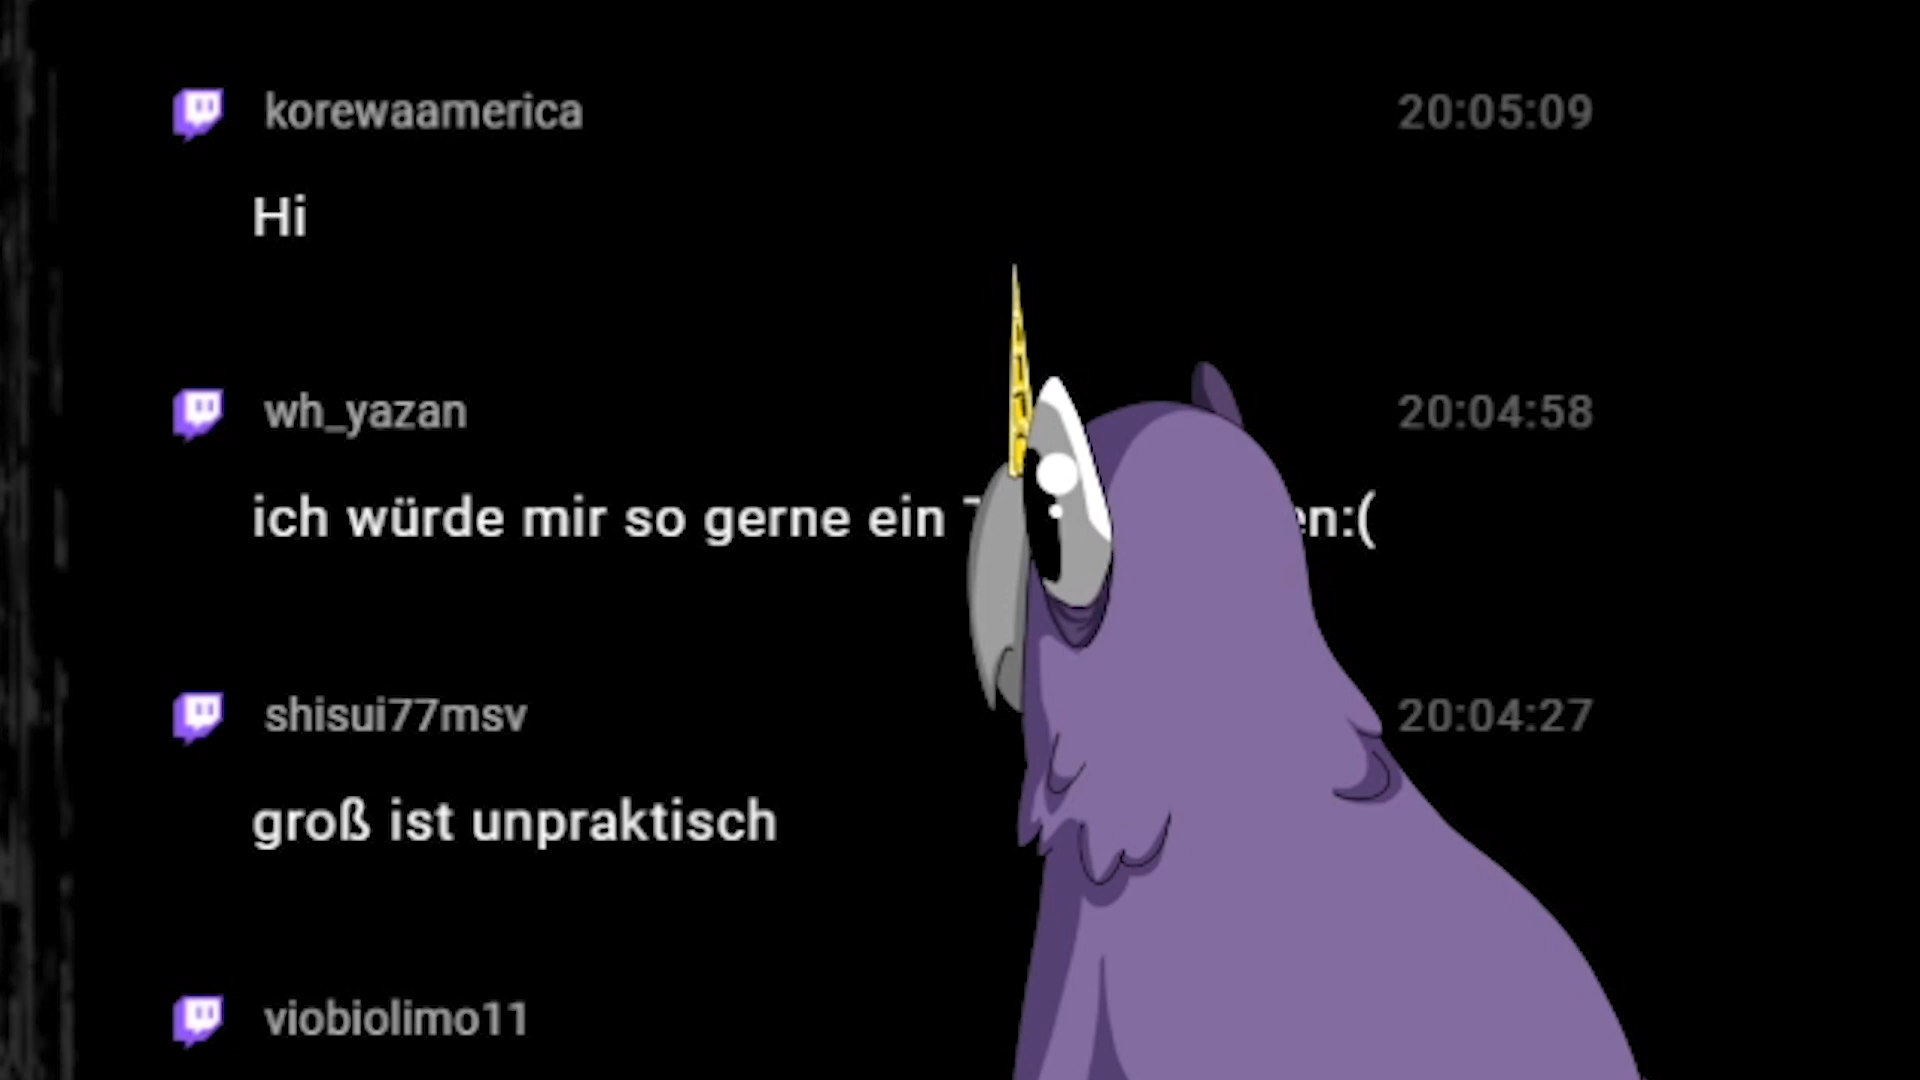 korewaamerica 20:05:09
Hi
wh_yazan 20:04:58
ich würde mir so gerne ein en:(
shisui77msv 20:04:27
groß ist unpraktisch
viobiolimo11